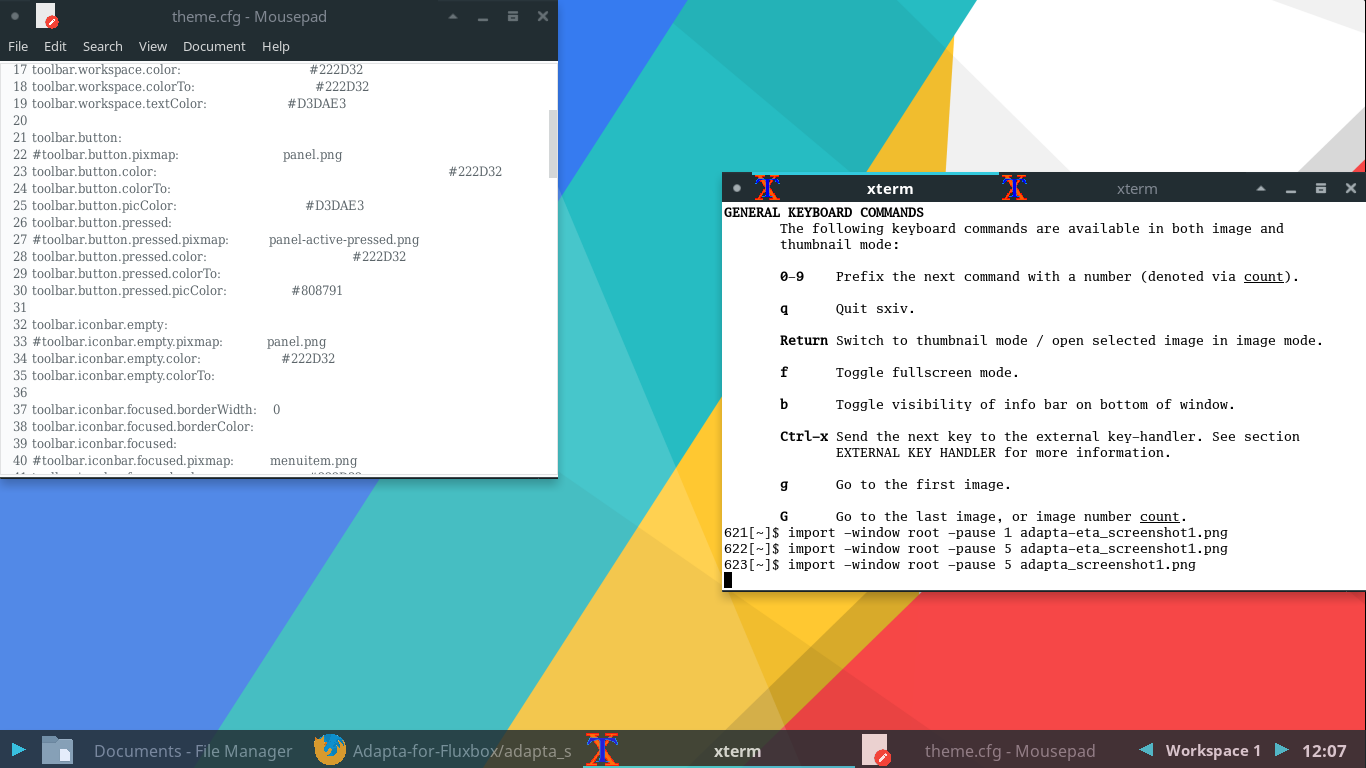 theme.cfg - Mousepad
File Edit Search View Document Help
17 toolbar.workspace.color: #222D32
18 toolbar.workspace.colorTo: #222D32
19 toolbar.workspace.textColor: #D3DAE3
20
21 toolbar.button:
22 #toolbar.button.pixmap: panel.png
23 toolbar.button.color: #222D32
24 toolbar.button.colorTo:
25 toolbar.button.picColor: #D3DAE3
26 toolbar.button.pressed:
27 #toolbar.button.pressed.pixmap: panel-active-pressed.png
28 toolbar.button.pressed.color: #222D32
29 toolbar.button.pressed.colorTo:
30 toolbar.button.pressed.picColor: #808791
31
32 toolbar.iconbar.empty:
33 #toolbar.iconbar.empty.pixmap: panel.png
34 toolbar.iconbar.empty.color: #222D32
35 toolbar.iconbar.empty.colorTo:
36
37 toolbar.iconbar.focused.borderWidth: 0
38 toolbar.iconbar.focused.borderColor:
39 toolbar.iconbar.focused:
40 #toolbar.iconbar.focused.pixmap: menuitem.png
xterm xterm
GENERAL KEYBOARD COMMANDS
The following keyboard commands are available in both image and
thumbnail mode:
0-9 Prefix the next command with a number (denoted via count).
q Quit sxiv.
Return Switch to thumbnail mode / open selected image in image mode.
f Toggle fullscreen mode.
b Toggle visibility of info bar on bottom of window.
Ctrl-x Send the next key to the external key-handler. See section
EXTERNAL KEY HANDLER for more information.
g Go to the first image.
G Go to the last image, or image number count.
621[~]$ import -window root -pause 1 adapta-eta_screenshot1.png
622[~]$ import -window root -pause 5 adapta-eta_screenshot1.png
623[~]$ import -window root -pause 5 adapta_screenshot1.png
Documents - File Manager Adapta-for-Fluxbox/adapta_s xterm theme.cfg - Mousepad Workspace 1 12:07